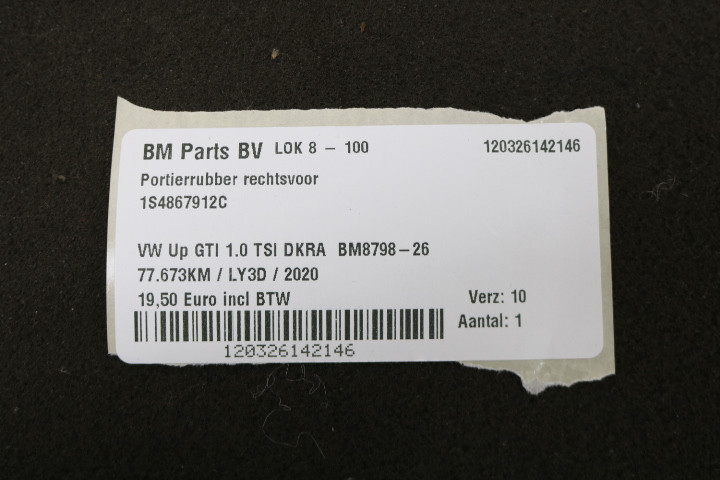 BM Parts BV LOK 8 – 100 120326142146
Portierrubber rechtsvoor
1S4867912C
VW Up GTI 1.0 TSI DKRA BM8798–26
77.673KM / LY3D / 2020
19,50 Euro incl BTW Verz: 10
Aantal: 1
120326142146